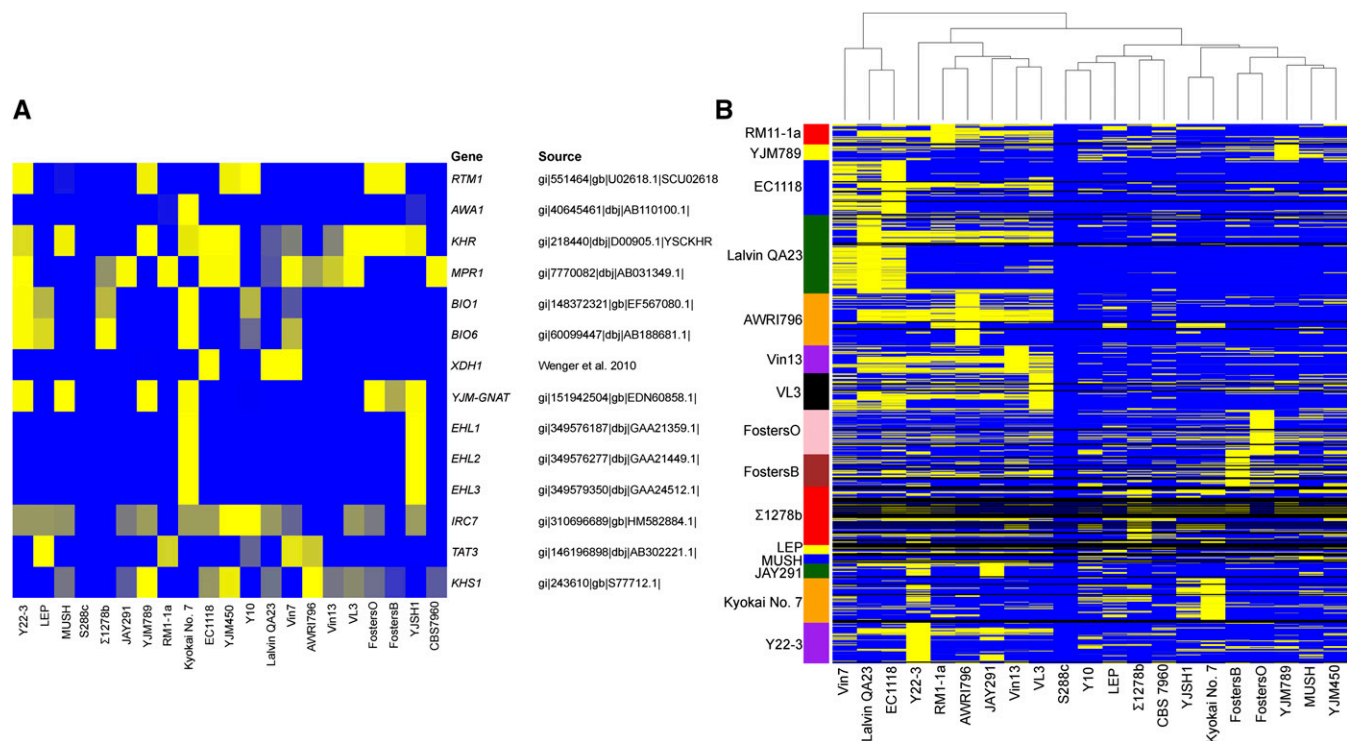 A
Gene Source
RTM1 gi|551464|gb|U02618.1|SCU02618
AWA1 gi|40645461|dbj|AB110100.1|
KHR gi|218440|dbj|D00905.1|YSCKHR
MPR1 gi|7770082|dbj|AB031349.1|
BIO1 gi|148372321|gb|EF567080.1|
BIO6 gi|60099447|dbj|AB188681.1|
XDH1 Wenger et al. 2010
YJM-GNAT gi|151942504|gb|EDN60858.1|
EHL1 gi|349576187|dbj|GAA21359.1|
EHL2 gi|349576277|dbj|GAA21449.1|
EHL3 gi|349579350|dbj|GAA24512.1|
IRC7 gi|310696689|gb|HM582884.1|
TAT3 gi|146196898|dbj|AB302221.1|
KHS1 gi|243610|gb|S77712.1|
Y22-3
LEP
MUSH
S288c
Σ1278b
JAY291
YJM789
RM1-1a
Kyokai No. 7
EC1118
YJM450
Y10
Lalvin QA23
Vin7
AWRI796
Vin13
VL3
FostersO
FostersB
YJSH1
CBS7960
B
RM11-1a
YJM789
EC1118
Lalvin QA23
AWRI796
Vin13
VL3
FostersO
FostersB
Σ1278b
LEP
MUSH
JAY291
Kyokai No. 7
Y22-3
Vin7
Lalvin QA23
EC1118
Y22-3
RM1-1a
AWRI796
JAY291
Vin13
VL3
S288c
Y10
LEP
Σ1278b
CBS 7960
YJSH1
Kyokai No. 7
FostersB
FostersO
YJM789
MUSH
YJM450